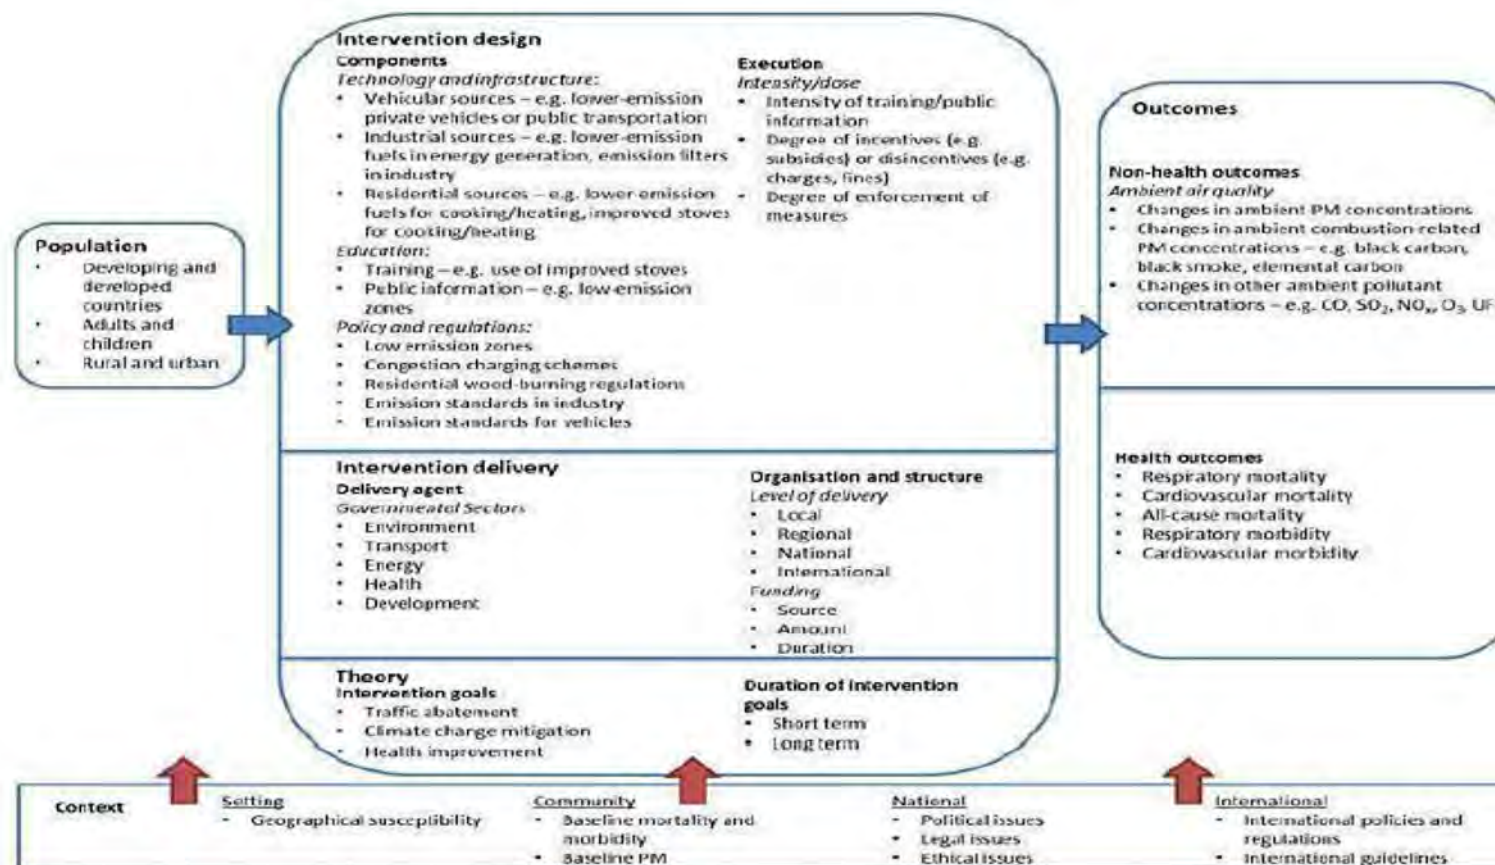 Population
• Developing and
developed
countries
• Adults and
children
• Rural and urban
Intervention design
Components
Technology and infrastructure:
• Vehicular sources – e.g. lower-emission
private vehicles or public transportation
• Industrial sources – e.g. lower-emission
fuels in energy generation, emission filters
in industry
• Residential sources – e.g. lower emission
fuels for cooking/heating, improved stoves
for cooking/heating
Education:
• Training – e.g. use of improved stoves
• Public information – e.g. low-emission
zones
Policy and regulations:
• Low emission zones
• Congestion charging schemes
• Residential wood-burning regulations
• Emission standards in industry
• Emission standards for vehicles
Execution
Intensity/dose
• Intensity of training/public
information
• Degree of incentives (e.g.
subsidies) or disincentives (e.g.
charges, fines)
• Degree of enforcement of
measures
Intervention delivery
Delivery agent
Governmental Sectors
• Environment
• Transport
• Energy
• Health
• Development
Organisation and structure
Level of delivery
• Local
• Regional
• National
• International
Funding
• Source
• Amount
• Duration
Theory
Intervention goals
• Traffic abatement
• Climate change mitigation
• Health improvement
Duration of intervention
goals
• Short term
• Long term
Outcomes
Non-health outcomes
Ambient air quality
• Changes in ambient PM concentrations
• Changes in ambient combustion-related
PM concentrations – e.g. black carbon,
black smoke, elemental carbon
• Changes in other ambient pollutant
concentrations – e.g. CO, SO₂, NOₓ, O₃, UF
Health outcomes
• Respiratory mortality
• Cardiovascular mortality
• All-cause mortality
• Respiratory morbidity
• Cardiovascular morbidity
Context
Setting
• Geographical susceptibility
Community
• Baseline mortality and
morbidity
• Baseline PM
National
• Political issues
• Legal issues
• Ethical issues
International
• International policies and
regulations
• International guidelines